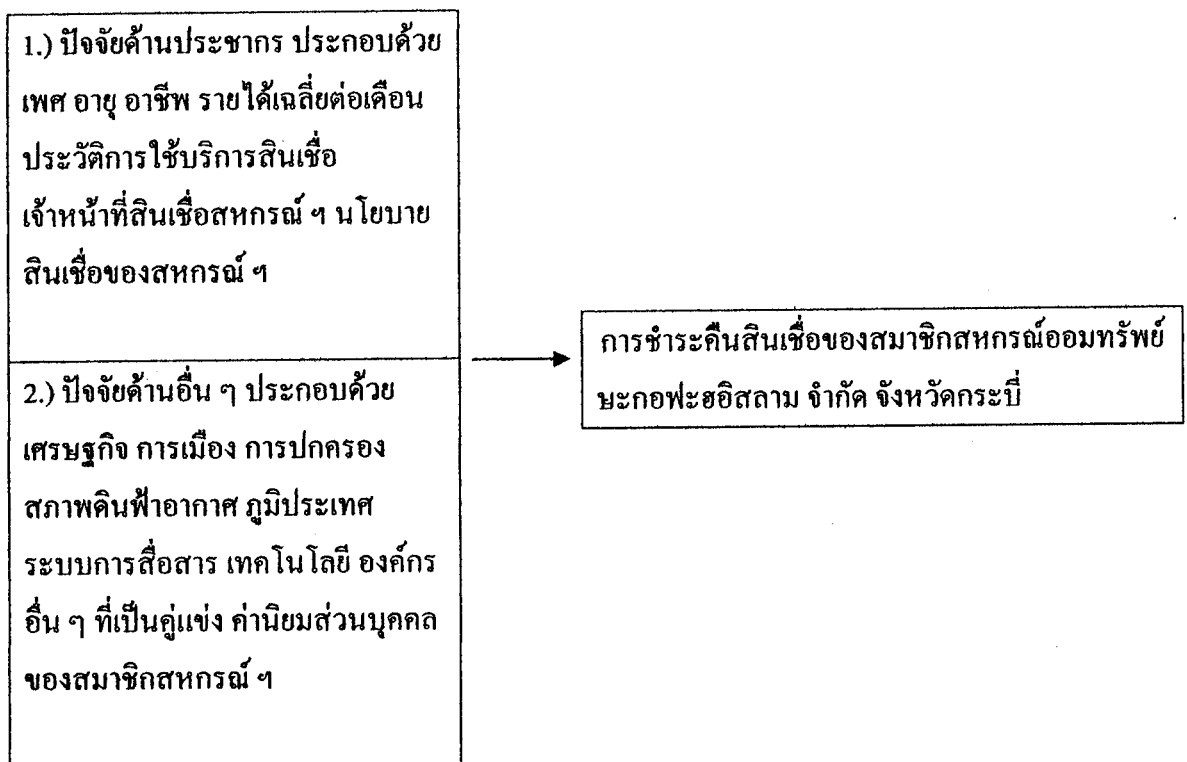 1.) ปัจจัยด้านประชากร ประกอบด้วย
เพศ อายุ อาชีพ รายได้เฉลี่ยต่อเดือน
ประวัติการใช้บริการสินเชื่อ
เจ้าหน้าที่สินเชื่อสหกรณ์ ฯ นโยบาย
สินเชื่อของสหกรณ์ ฯ
2.) ปัจจัยด้านอื่น ๆ ประกอบด้วย
เศรษฐกิจ การเมือง การปกครอง
สภาพดินฟ้าอากาศ ภูมิประเทศ
ระบบการสื่อสาร เทคโนโลยี องค์กร
อื่น ๆ ที่เป็นคู่แข่ง ค่านิยมส่วนบุคคล
ของสมาชิกสหกรณ์ ฯ
การชำระคืนสินเชื่อของสมาชิกสหกรณ์ออมทรัพย์
ษะกอฟะฮอิสลาม จำกัด จังหวัดกระบี่